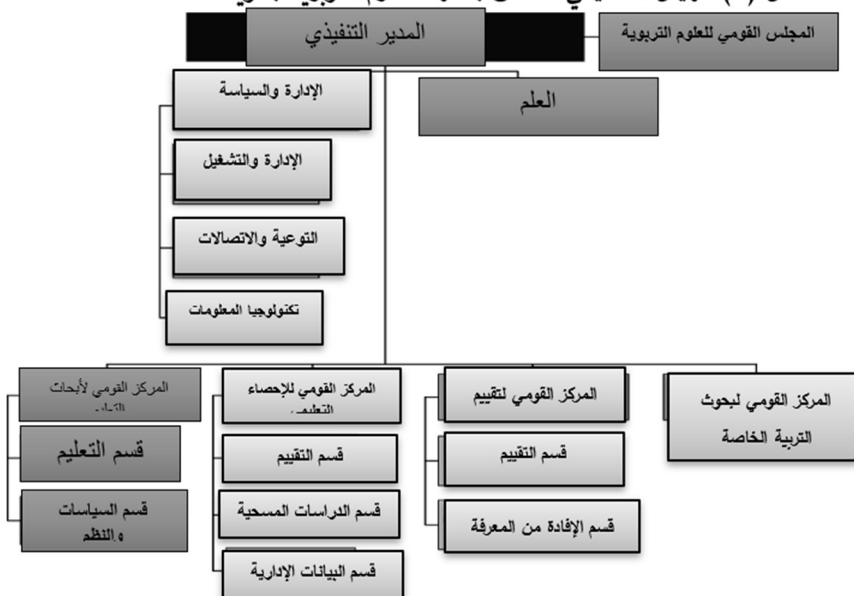 المدير التنفيذي
المجلس القومي للعلوم التربوية
العلم
الإدارة والسياسة
الإدارة والتشغيل
التوعية والاتصالات
تكنولوجيا المعلومات
المركز القومي لبحوث
التربية الخاصة
المركز القومي لتقييم
قسم التقييم
قسم الإفادة من المعرفة
المركز القومي للإحصاء
قسم التقييم
قسم الدراسات المسحية
قسم البيانات الإدارية
المركز القومي لأبحاث
قسم التعليم
قسم السياسات
والنظم